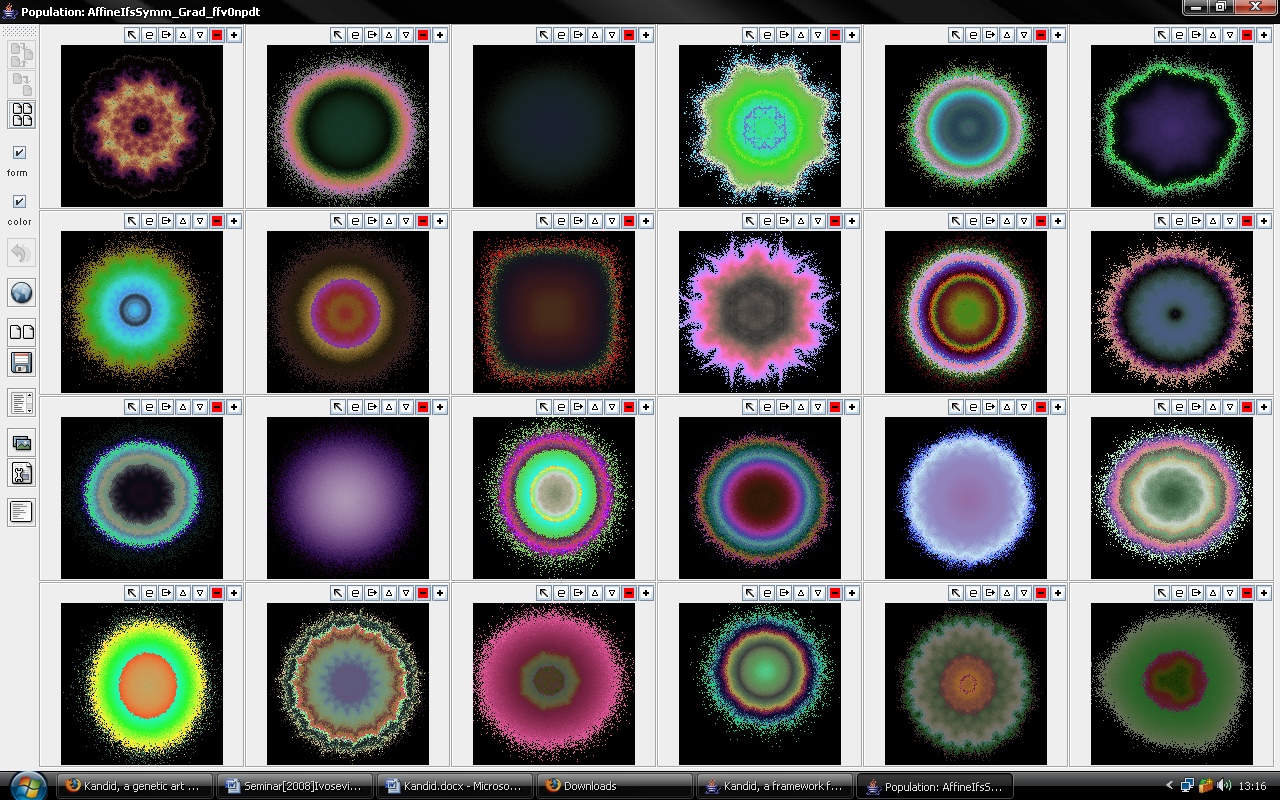 Population: AffineIfsSymm_Grad_ffv0npdt
form
color
Kandid, a genetic art ...
Seminar[2008]Ivosevi...
Kandid.docx - Microso...
Downloads
Kandid, a framework f...
Population: AffineIfsS...
13:16